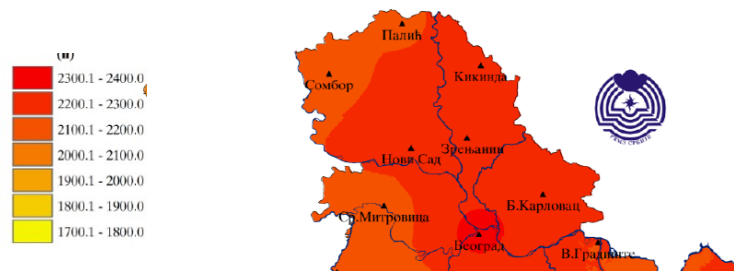 (h)
2300.1 - 2400.0
2200.1 - 2300.0
2100.1 - 2200.0
2000.1 - 2100.0
1900.1 - 2000.0
1800.1 - 1900.0
1700.1 - 1800.0
Палић
Сомбор
Кикинда
Зрењанин
Нови Сад
Б.Карловац
Ср.Митровица
Београд
В.Градиште
РХМЗ СРБИЈЕ